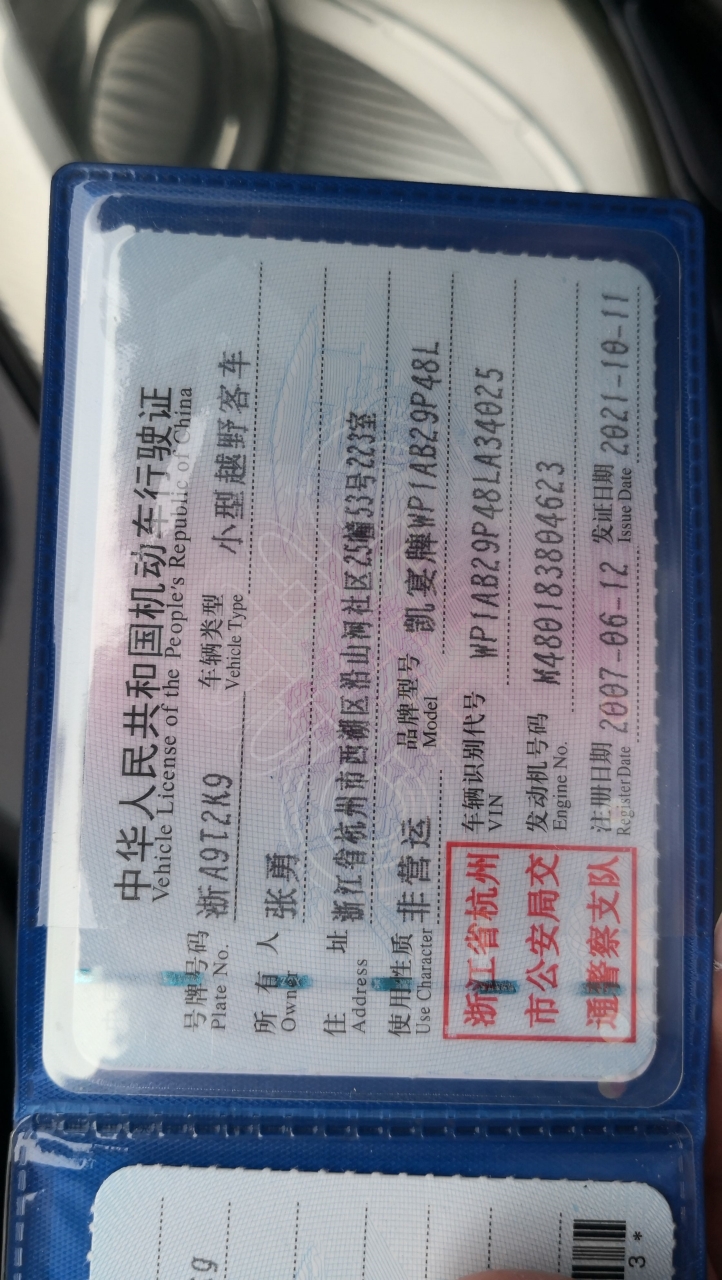 中华人民共和国机动车行驶证
Vehicle License of the People's Republic of China
号牌号码 浙A9T2K9 车辆类型 小型越野客车
Plate No. Vehicle Type
所有人 张勇
Owner
住址 浙江省杭州市西湖区沿山河社区25幢53号223室
Address
使用性质 非营运 品牌型号 凯宴牌WP1AB29P48L
Use Character Model
浙江省杭州 车辆识别代号 WP1AB29P48LA34025
VIN
市公安局交 发动机号码 M480183804623
Engine No.
通警察支队 注册日期 2007-06-12 发证日期 2021-10-11
Register Date Issue Date
3*